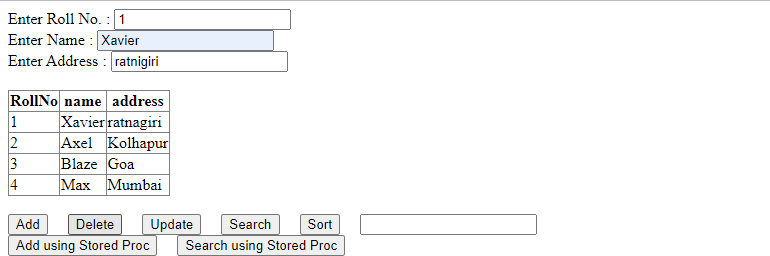 Enter Roll No. : 1
Enter Name : Xavier
Enter Address : ratnigiri
RollNo name address
1 Xavier ratnagiri
2 Axel Kolhapur
3 Blaze Goa
4 Max Mumbai
Add Delete Update Search Sort
Add using Stored Proc Search using Stored Proc